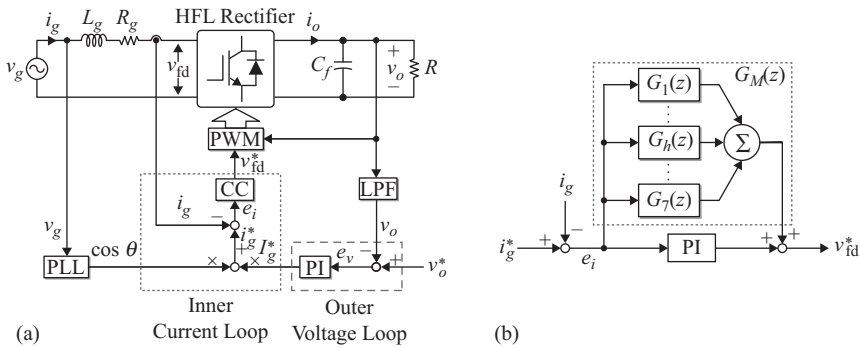 i_g L_g R_g HFL Rectifier i_o
v_g v_fd C_f + v_o − R
PWM
v*_fd
CC LPF
i_g − e_i
v_g i*_g v_o
cos θ + I*_g e_v −
PLL × × PI + v*_o
Inner Current Loop
Outer Voltage Loop
(a)
G_1(z) G_M(z)
⋮
G_h(z) Σ
⋮
i_g G_7(z)
− + +
i*_g + e_i PI v*_fd
(b)